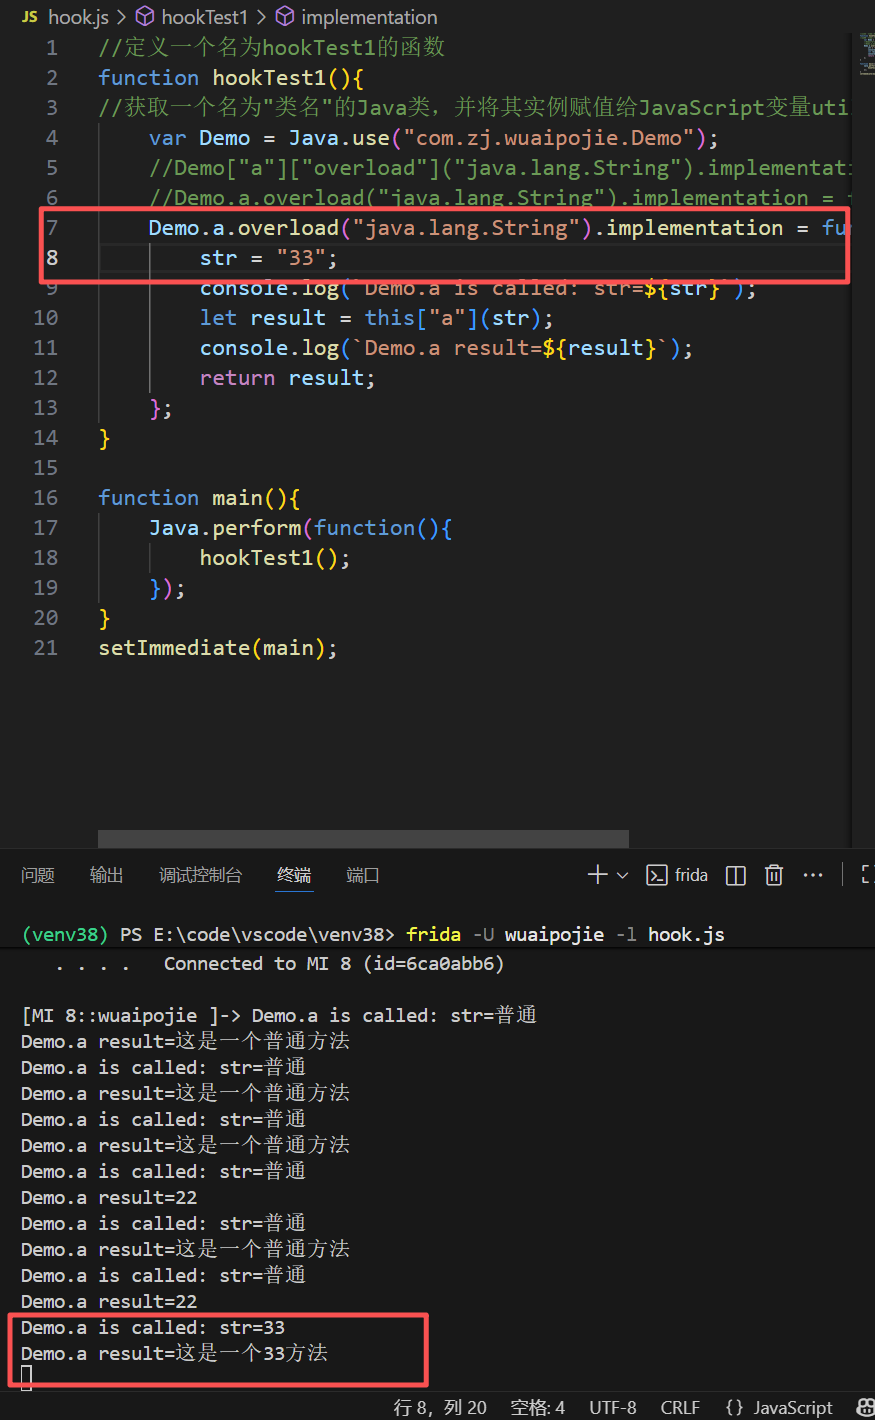 JS hook.js > hookTest1 > implementation
1 //定义一个名为hookTest1的函数
2 function hookTest1(){
3 //获取一个名为"类名"的Java类，并将其实例赋值给JavaScript变量uti
4 var Demo = Java.use("com.zj.wuaipojie.Demo");
5 //Demo["a"]["overload"]("java.lang.String").implementati
6 //Demo.a.overload("java.lang.String").implementation =
7 Demo.a.overload("java.lang.String").implementation = fu
8 str = "33";
9 console.log(`Demo.a is called: str=${str}`);
10 let result = this["a"](str);
11 console.log(`Demo.a result=${result}`);
12 return result;
13 };
14 }
15
16 function main(){
17 Java.perform(function(){
18 hookTest1();
19 });
20 }
21 setImmediate(main);
问题 输出 调试控制台 终端 端口 frida
(venv38) PS E:\code\vscode\venv38> frida -U wuaipojie -l hook.js
. . . . Connected to MI 8 (id=6ca0abb6)
[MI 8::wuaipojie ]-> Demo.a is called: str=普通
Demo.a result=这是一个普通方法
Demo.a is called: str=普通
Demo.a result=这是一个普通方法
Demo.a is called: str=普通
Demo.a result=这是一个普通方法
Demo.a is called: str=普通
Demo.a result=22
Demo.a is called: str=普通
Demo.a result=这是一个普通方法
Demo.a is called: str=普通
Demo.a result=22
Demo.a is called: str=33
Demo.a result=这是一个33方法
行 8，列 20 空格: 4 UTF-8 CRLF {} JavaScript